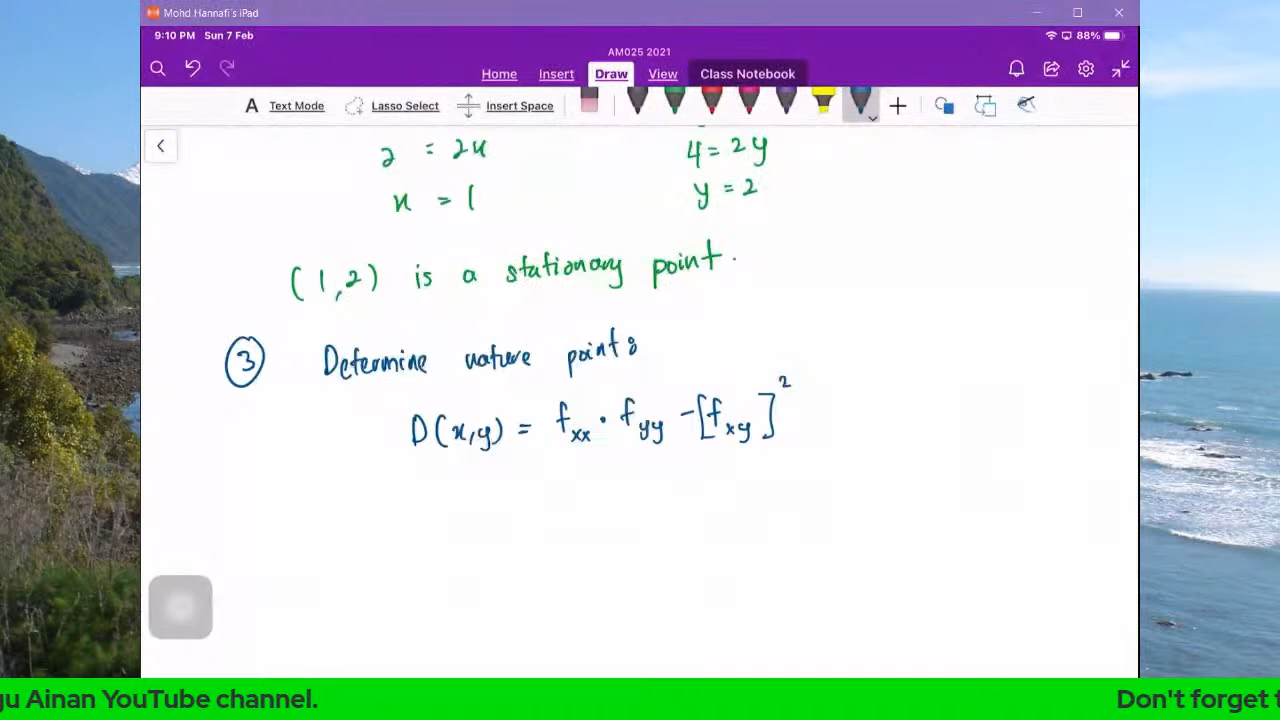 Mohd Hannafi's iPad
9:10 PM Sun 7 Feb
88%
AM025 2021
Home Insert Draw View Class Notebook
A Text Mode Lasso Select Insert Space
2 = 2x 4 = 2y
x = 1 y = 2
(1,2) is a stationary point.
③ Determine nature point:
D(x,y) = fxx · fyy - [fxy]²
gu Ainan YouTube channel. Don't forget t